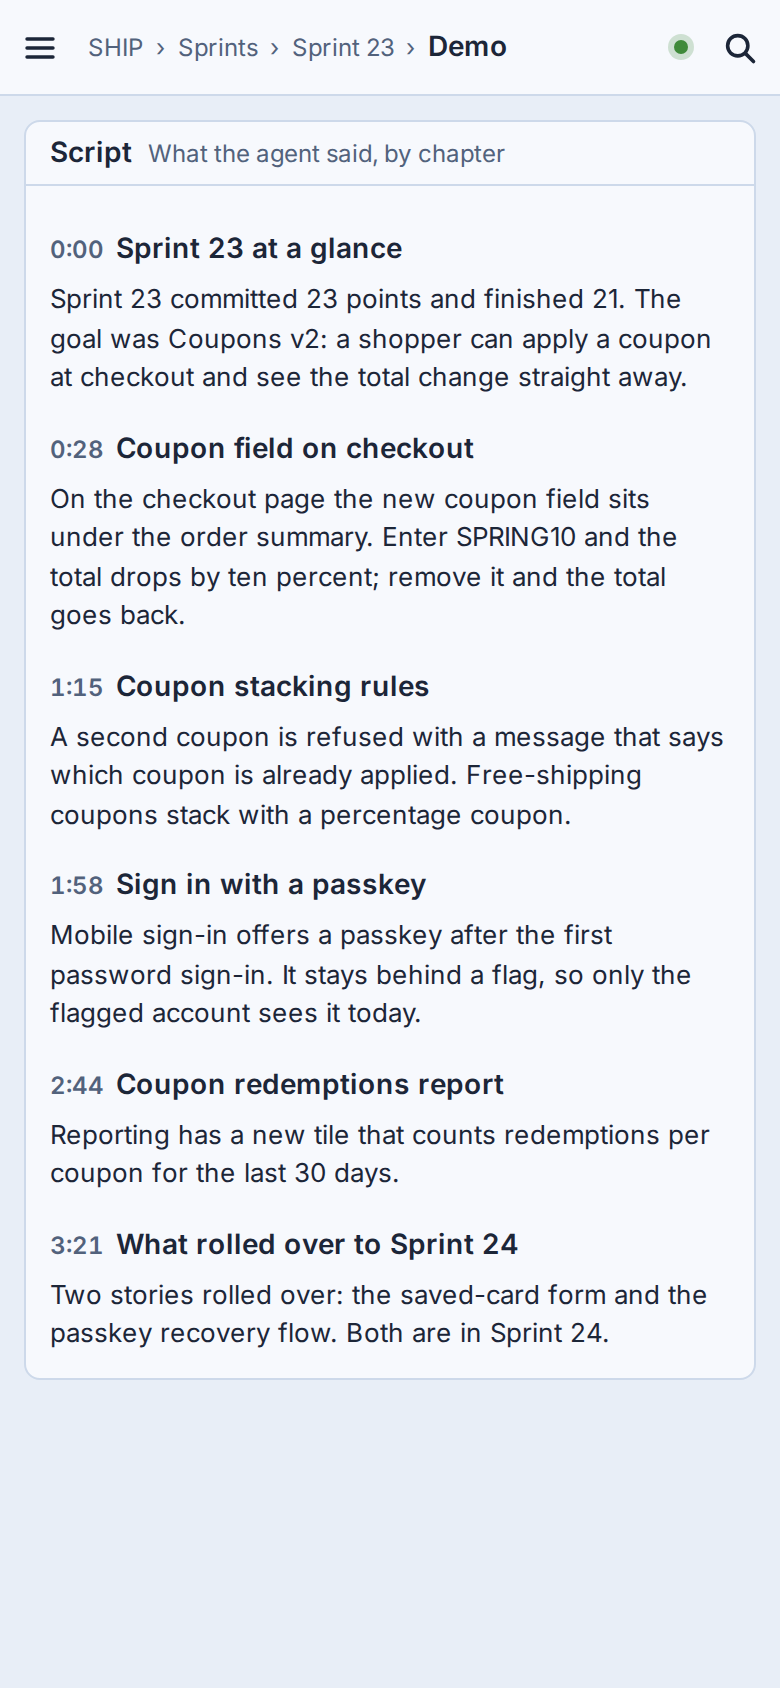 SHIP › Sprints › Sprint 23 › Demo
Script What the agent said, by chapter
0:00 Sprint 23 at a glance
Sprint 23 committed 23 points and finished 21. The
goal was Coupons v2: a shopper can apply a coupon
at checkout and see the total change straight away.
0:28 Coupon field on checkout
On the checkout page the new coupon field sits
under the order summary. Enter SPRING10 and the
total drops by ten percent; remove it and the total
goes back.
1:15 Coupon stacking rules
A second coupon is refused with a message that says
which coupon is already applied. Free-shipping
coupons stack with a percentage coupon.
1:58 Sign in with a passkey
Mobile sign-in offers a passkey after the first
password sign-in. It stays behind a flag, so only the
flagged account sees it today.
2:44 Coupon redemptions report
Reporting has a new tile that counts redemptions per
coupon for the last 30 days.
3:21 What rolled over to Sprint 24
Two stories rolled over: the saved-card form and the
passkey recovery flow. Both are in Sprint 24.